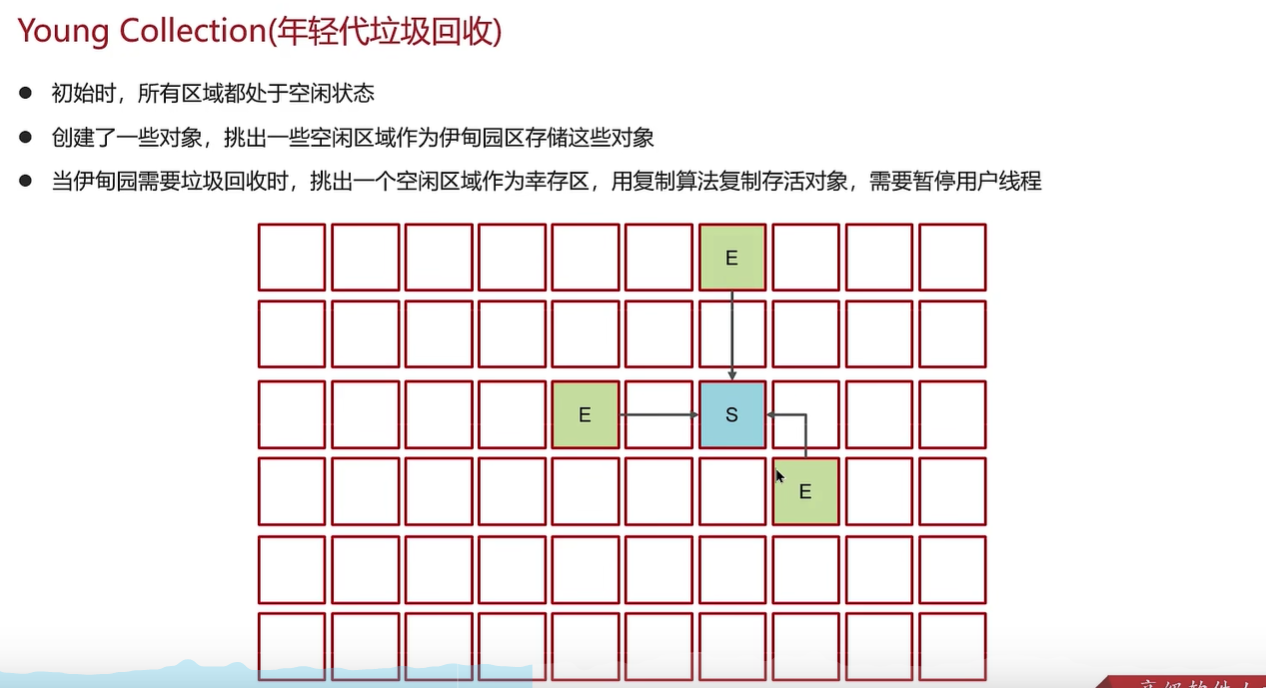 Young Collection(年轻代垃圾回收)
初始时，所有区域都处于空闲状态
创建了一些对象，挑出一些空闲区域作为伊甸园区存储这些对象
当伊甸园需要垃圾回收时，挑出一个空闲区域作为幸存区，用复制算法复制存活对象，需要暂停用户线程
E
E
S
E